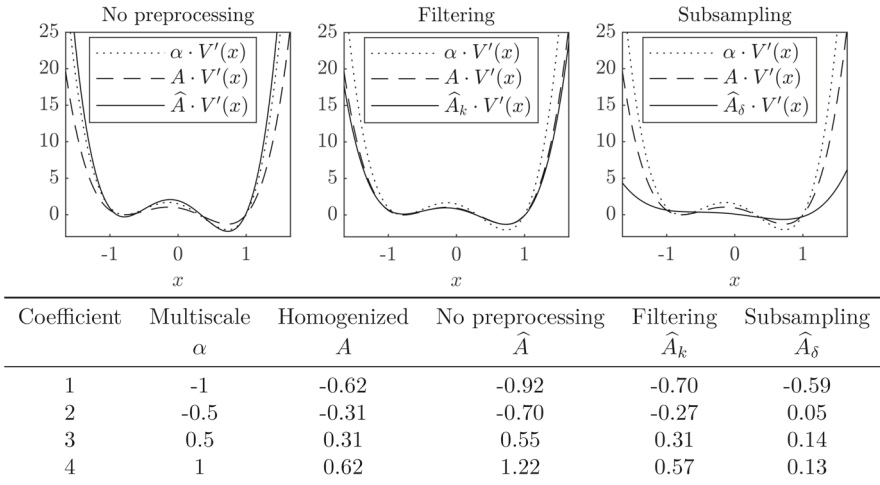 No preprocessing Filtering Subsampling
25
20
15
10
5
0
-1 0 1
x
α · V′(x)
A · V′(x)
Â · V′(x)
25
20
15
10
5
0
-1 0 1
x
α · V′(x)
A · V′(x)
Âₖ · V′(x)
25
20
15
10
5
0
-1 0 1
x
α · V′(x)
A · V′(x)
Â_δ · V′(x)
Coefficient Multiscale Homogenized No preprocessing Filtering Subsampling
α A Â Âₖ Â_δ
1 -1 -0.62 -0.92 -0.70 -0.59
2 -0.5 -0.31 -0.70 -0.27 0.05
3 0.5 0.31 0.55 0.31 0.14
4 1 0.62 1.22 0.57 0.13